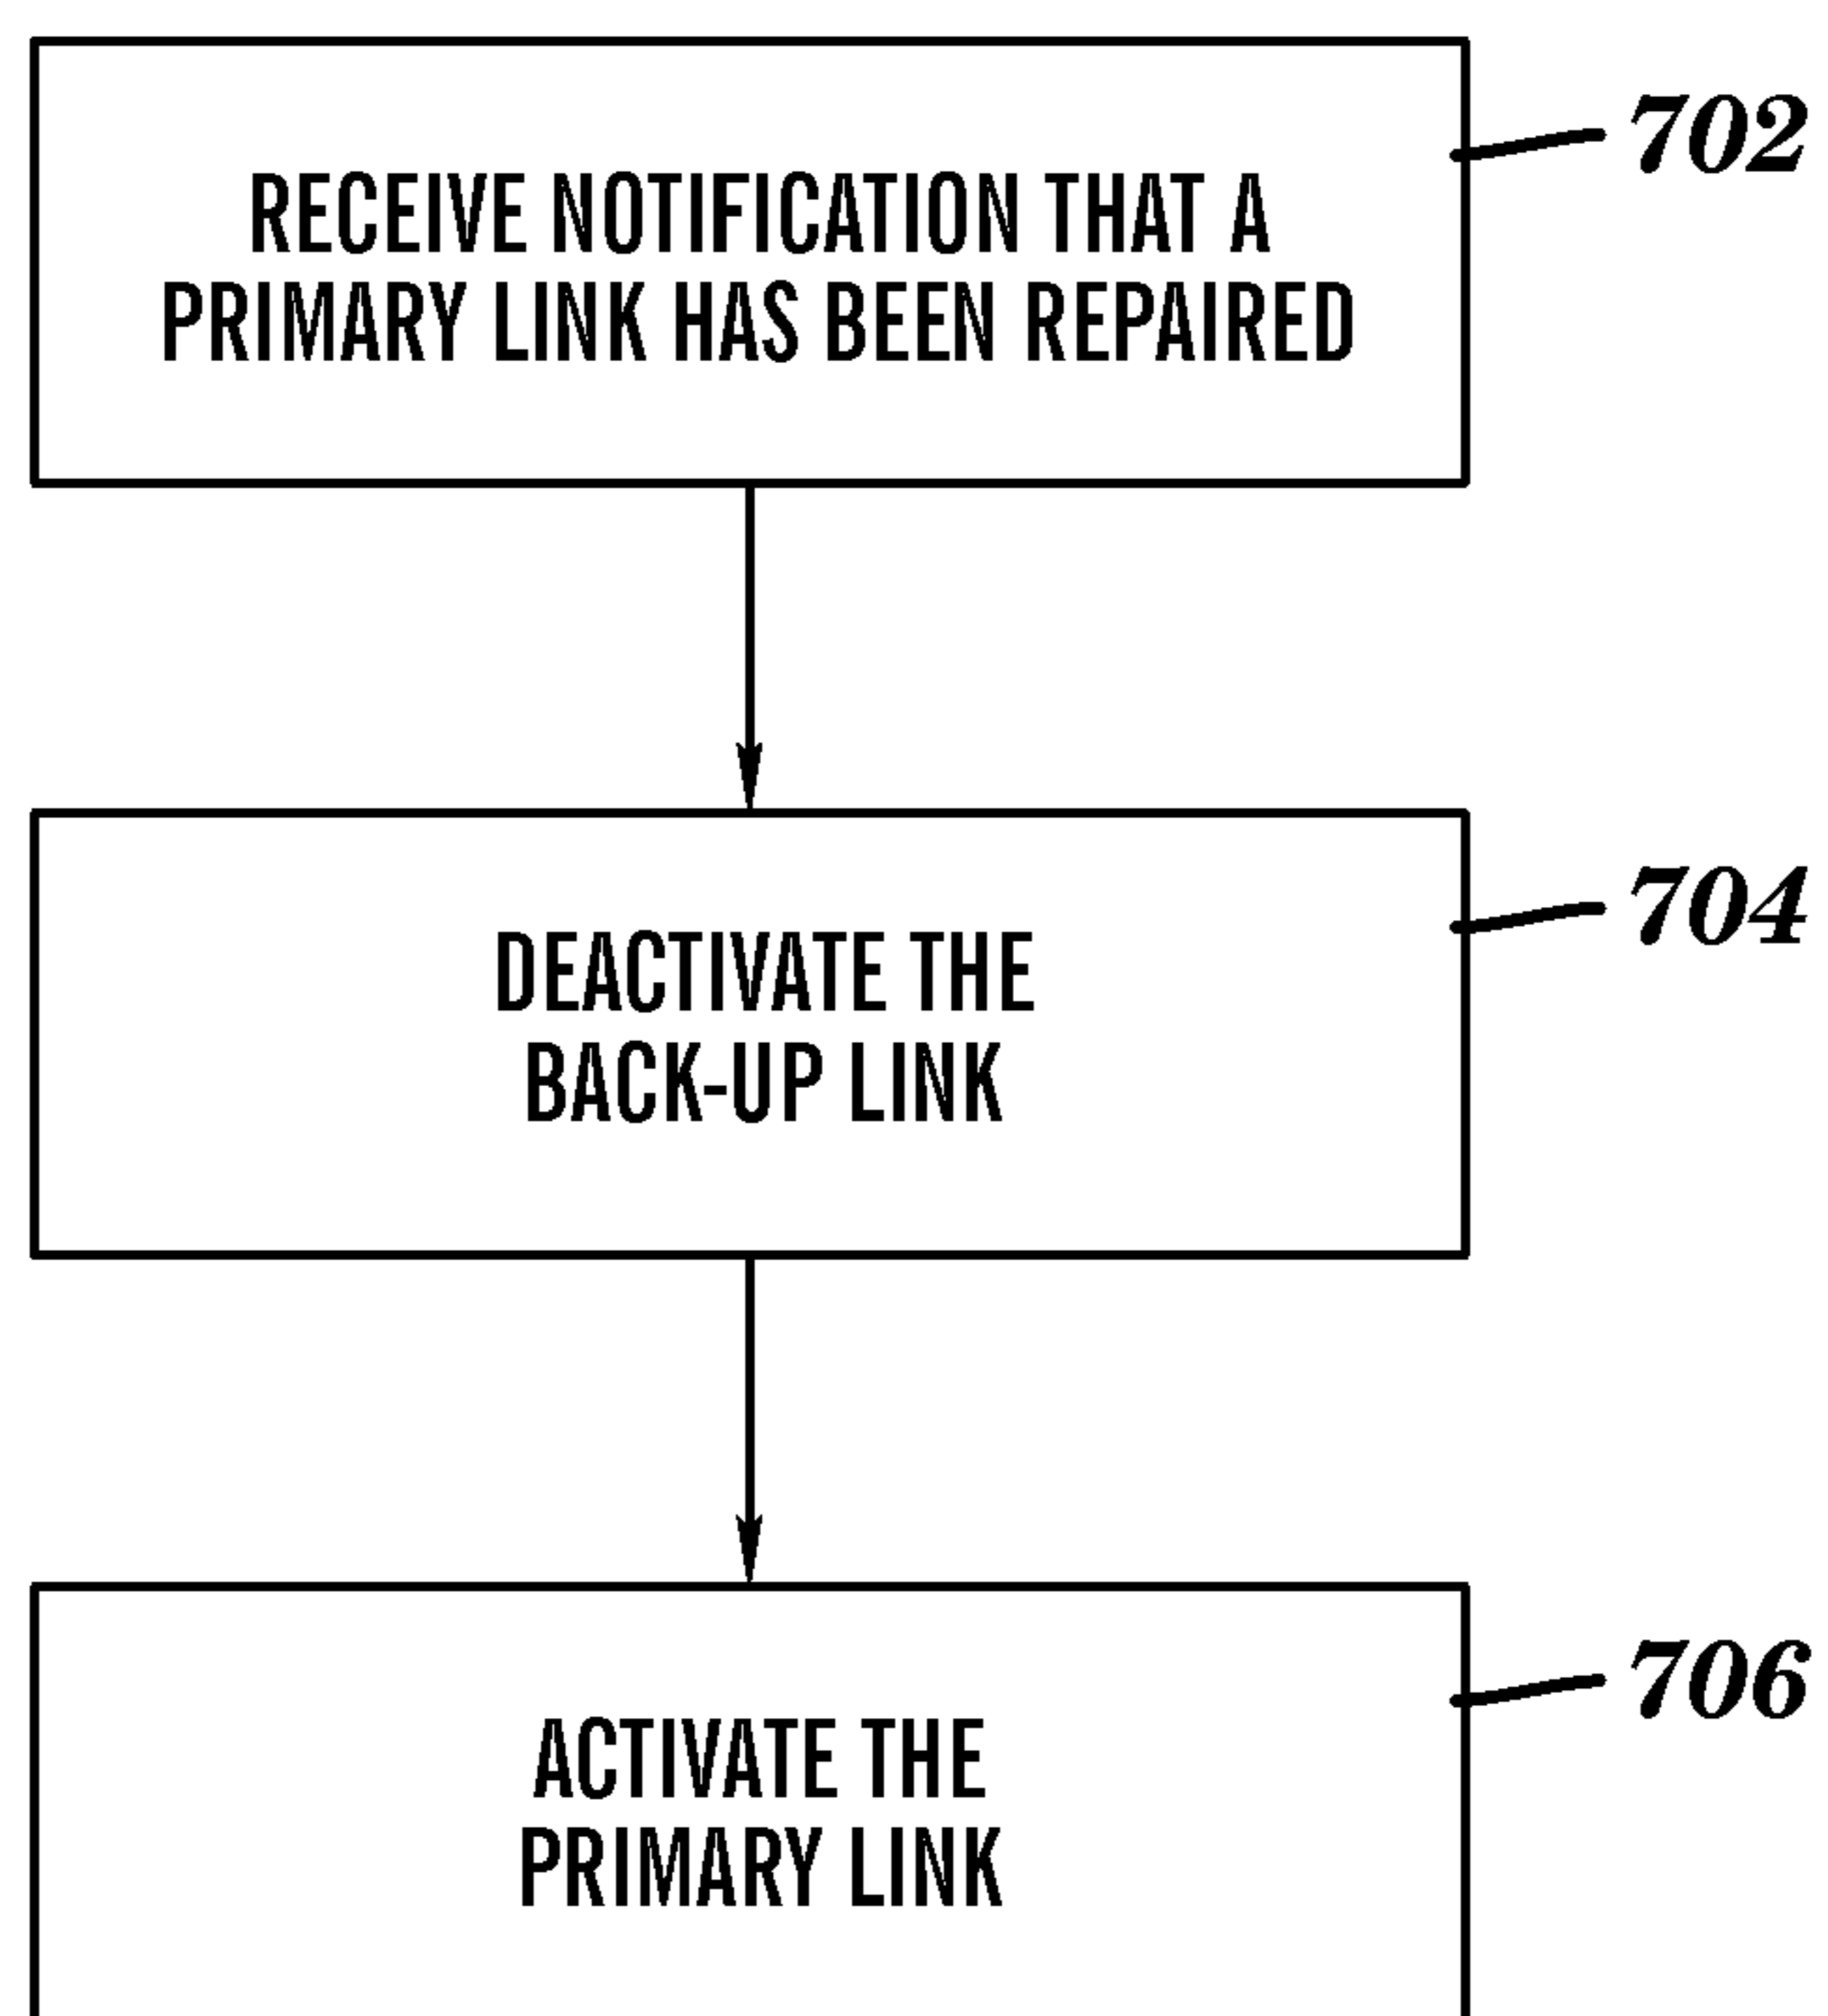 RECEIVE NOTIFICATION THAT A
PRIMARY LINK HAS BEEN REPAIRED
702
DEACTIVATE THE
BACK-UP LINK
704
ACTIVATE THE
PRIMARY LINK
706